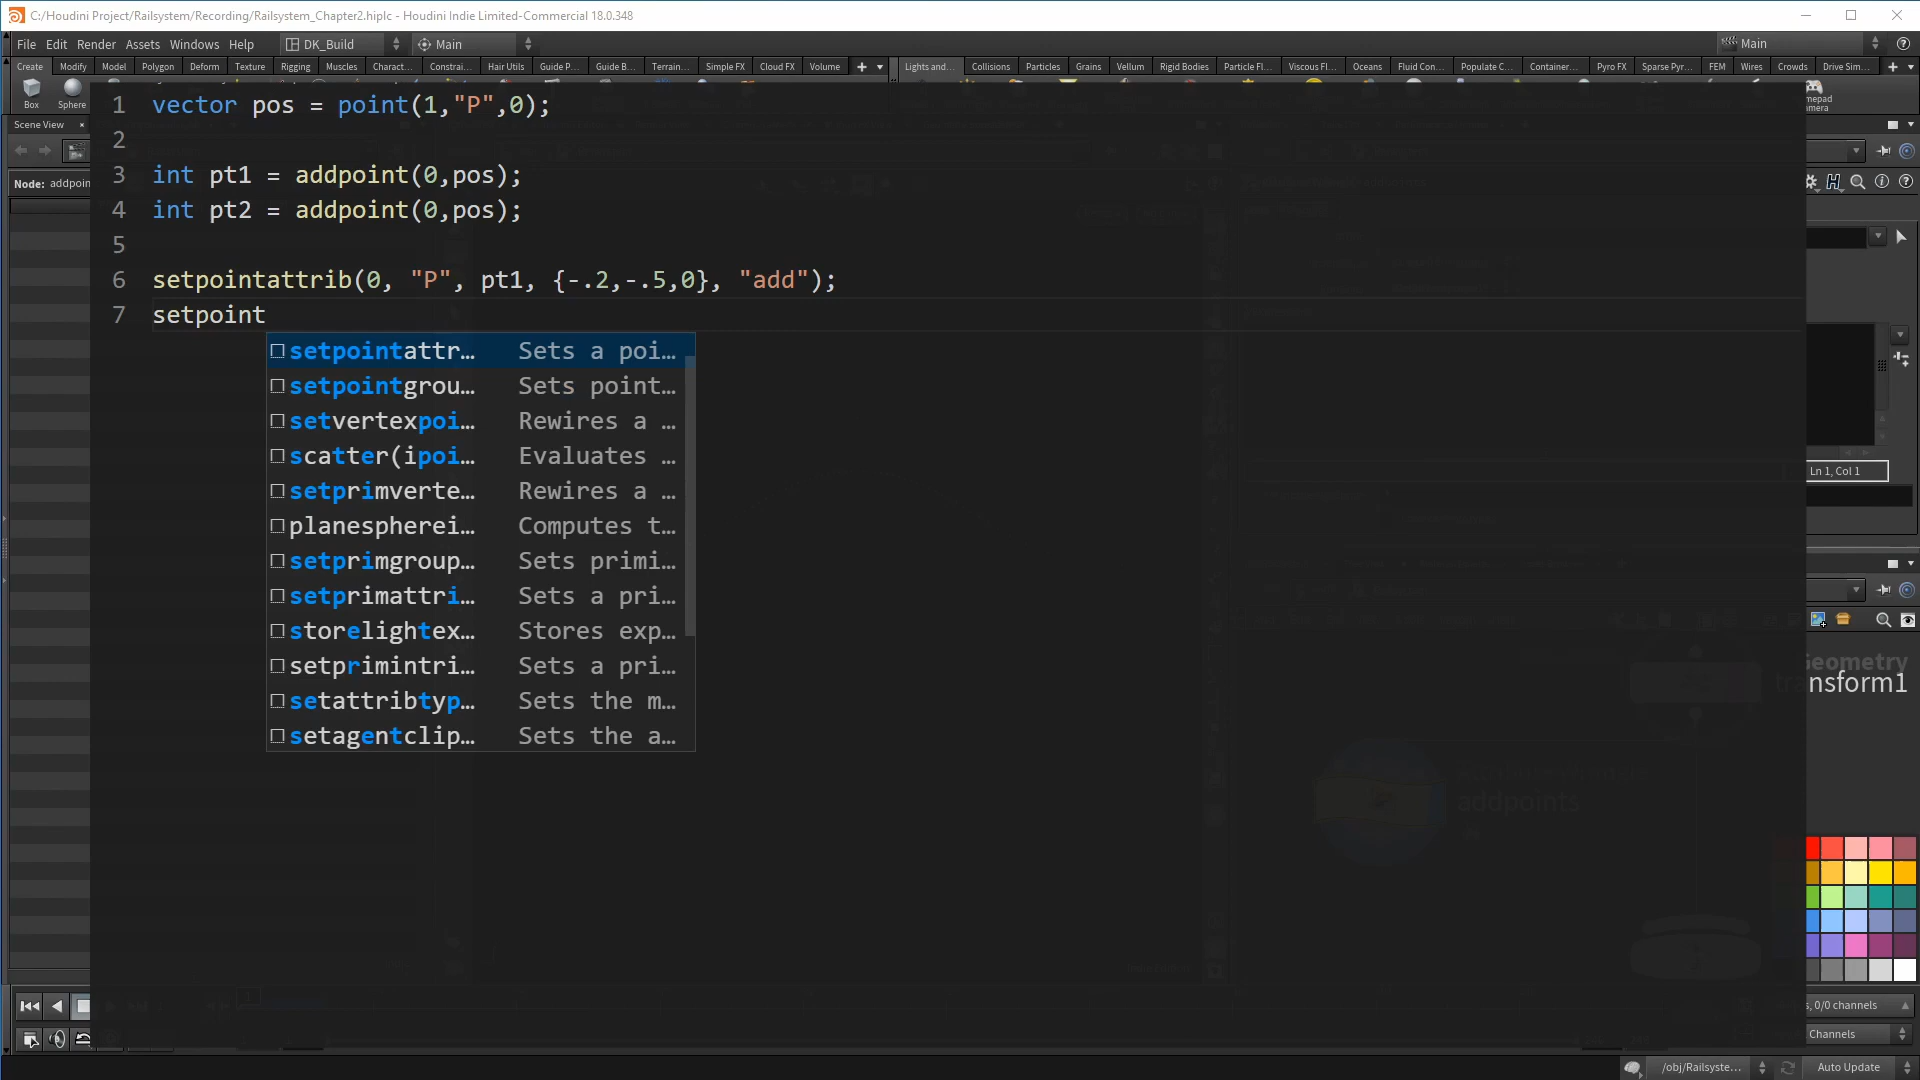 C:/Houdini Project/Railsystem/Recording/Railsystem_Chapter2.hiplc - Houdini Indie Limited-Commercial 18.0.348
File Edit Render Assets Windows Help DK_Build Main Main
Create Modify Model Polygon Deform Texture Rigging Muscles Charact... Constrai... Hair Utils Guide P... Guide B... Terrain... Simple FX Cloud FX Volume Lights and... Collisions Particles Grains Vellum Rigid Bodies Particle Fl... Viscous Fl... Oceans Fluid Con... Populate C... Container... Pyro FX Sparse Pyr... FEM Wires Crowds Drive Sim...
Box Sphere
mepad
amera
Scene View
Node: addpoin
1 vector pos = point(1,"P",0);
2
3 int pt1 = addpoint(0,pos);
4 int pt2 = addpoint(0,pos);
5
6 setpointattrib(0, "P", pt1, {-.2,-.5,0}, "add");
7 setpoint
setpointattr... Sets a poi...
setpointgrou... Sets point...
setvertexpoi... Rewires a ...
scatter(ipoi... Evaluates ...
setprimverte... Rewires a ...
planespherei... Computes t...
setprimgroup... Sets primi...
setprimattri... Sets a pri...
storelightex... Stores exp...
setprimintri... Sets a pri...
setattribtyp... Sets the m...
setagentclip... Sets the a...
Ln 1, Col 1
Geometry
transform1
addpoints
s, 0/0 channels
Channels
/obj/Railsyste...
Auto Update